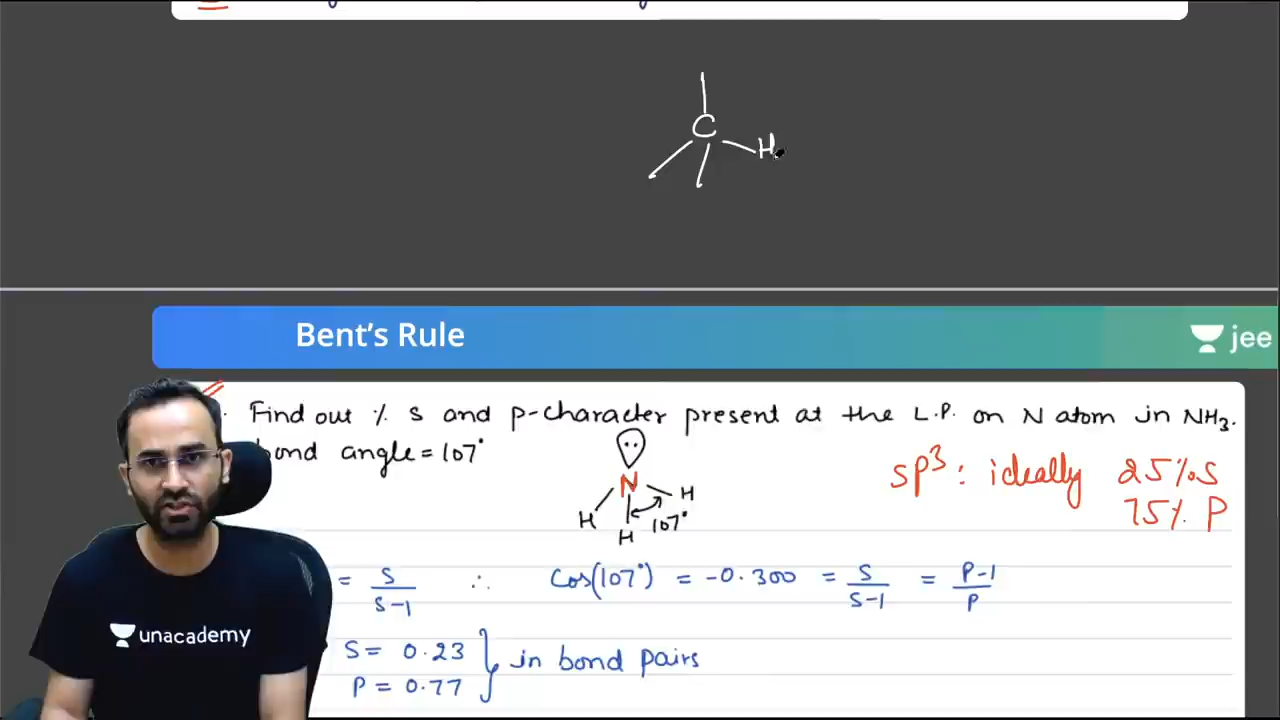 C
H
Bent's Rule
jee
Find out % S and p-character present at the L.P. on N atom in NH3.
bond angle = 107°
sp3 : ideally 25% S
75% P
N
H
H
H
107°
= S/S-1 ∴ Cos(107°) = -0.300 = S/S-1 = P-1/P
S = 0.23
P = 0.77
} in bond pairs
unacademy